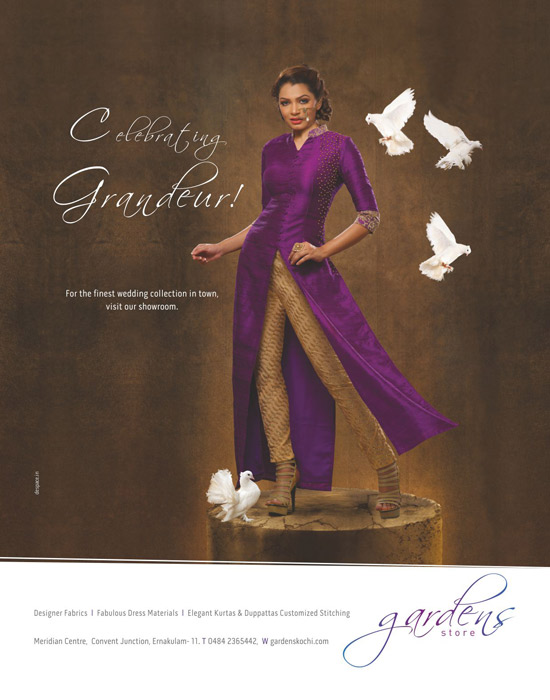 Celebrating
Grandeur!
For the finest wedding collection in town,
visit our showroom.
Designer Fabrics I Fabulous Dress Materials I Elegant Kurtas & Duppattas Customized Stitching
Meridian Centre, Convent Junction, Ernakulam- 11. T 0484 2365442, W gardenskochi.com
gardens
store